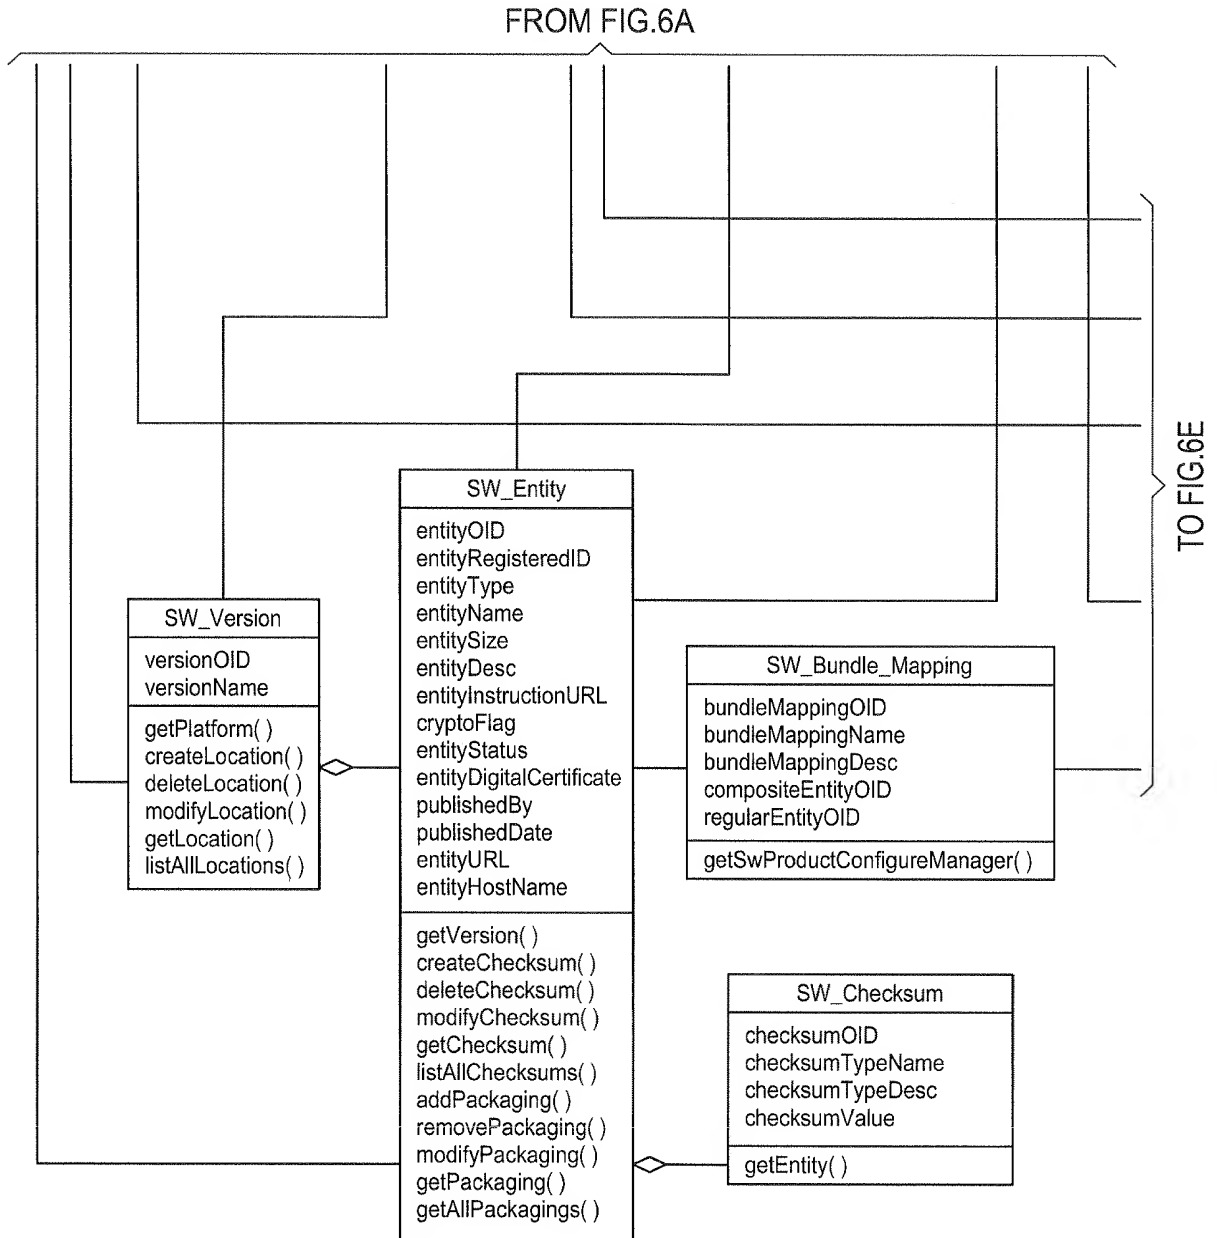 FROM FIG.6A
TO FIG.6E
SW_Entity
entityOID
entityRegisteredID
entityType
entityName
entitySize
entityDesc
entityInstructionURL
cryptoFlag
entityStatus
entityDigitalCertificate
publishedBy
publishedDate
entityURL
entityHostName
getVersion( )
createChecksum( )
deleteChecksum( )
modifyChecksum( )
getChecksum( )
listAllChecksums( )
addPackaging( )
removePackaging( )
modifyPackaging( )
getPackaging( )
getAllPackagings( )
SW_Version
versionOID
versionName
getPlatform( )
createLocation( )
deleteLocation( )
modifyLocation( )
getLocation( )
listAllLocations( )
SW_Bundle_Mapping
bundleMappingOID
bundleMappingName
bundleMappingDesc
compositeEntityOID
regularEntityOID
getSwProductConfigureManager( )
SW_Checksum
checksumOID
checksumTypeName
checksumTypeDesc
checksumValue
getEntity( )